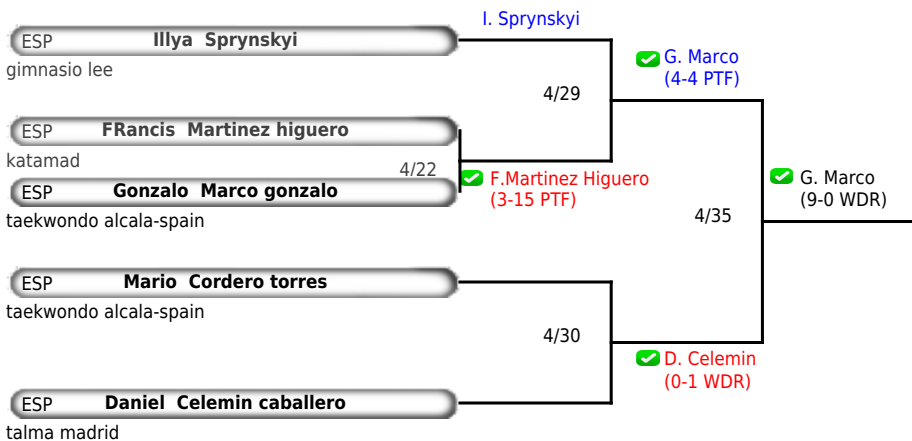 I. Sprynskyi
ESP Illya Sprynskyi
gimnasio lee
G. Marco
(4-4 PTF)
4/29
ESP FRancis Martinez higuero
katamad
4/22
F.Martinez Higuero
(3-15 PTF)
ESP Gonzalo Marco gonzalo
taekwondo alcala-spain
G. Marco
(9-0 WDR)
4/35
ESP Mario Cordero torres
taekwondo alcala-spain
4/30
D. Celemin
(0-1 WDR)
ESP Daniel Celemin caballero
talma madrid